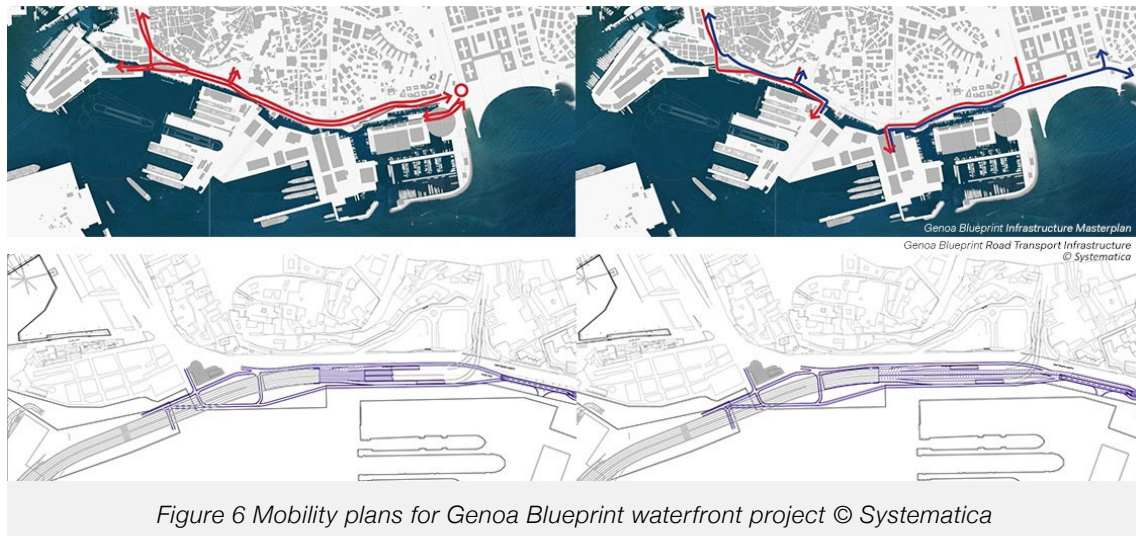 Genoa Blueprint Infrastructure Masterplan
Genoa Blueprint Road Transport Infrastructure
© Systematica
Figure 6 Mobility plans for Genoa Blueprint waterfront project © Systematica